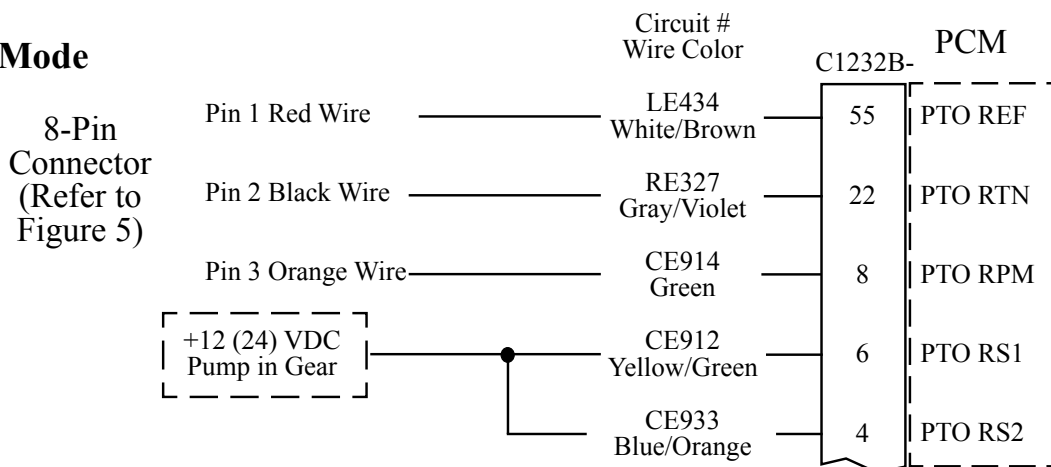 Mode
Circuit #
Wire Color
C1232B-
PCM
8-Pin
Connector
(Refer to
Figure 5)
Pin 1 Red Wire
LE434
White/Brown
55
PTO REF
Pin 2 Black Wire
RE327
Gray/Violet
22
PTO RTN
Pin 3 Orange Wire
CE914
Green
8
PTO RPM
+12 (24) VDC
Pump in Gear
CE912
Yellow/Green
6
PTO RS1
CE933
Blue/Orange
4
PTO RS2